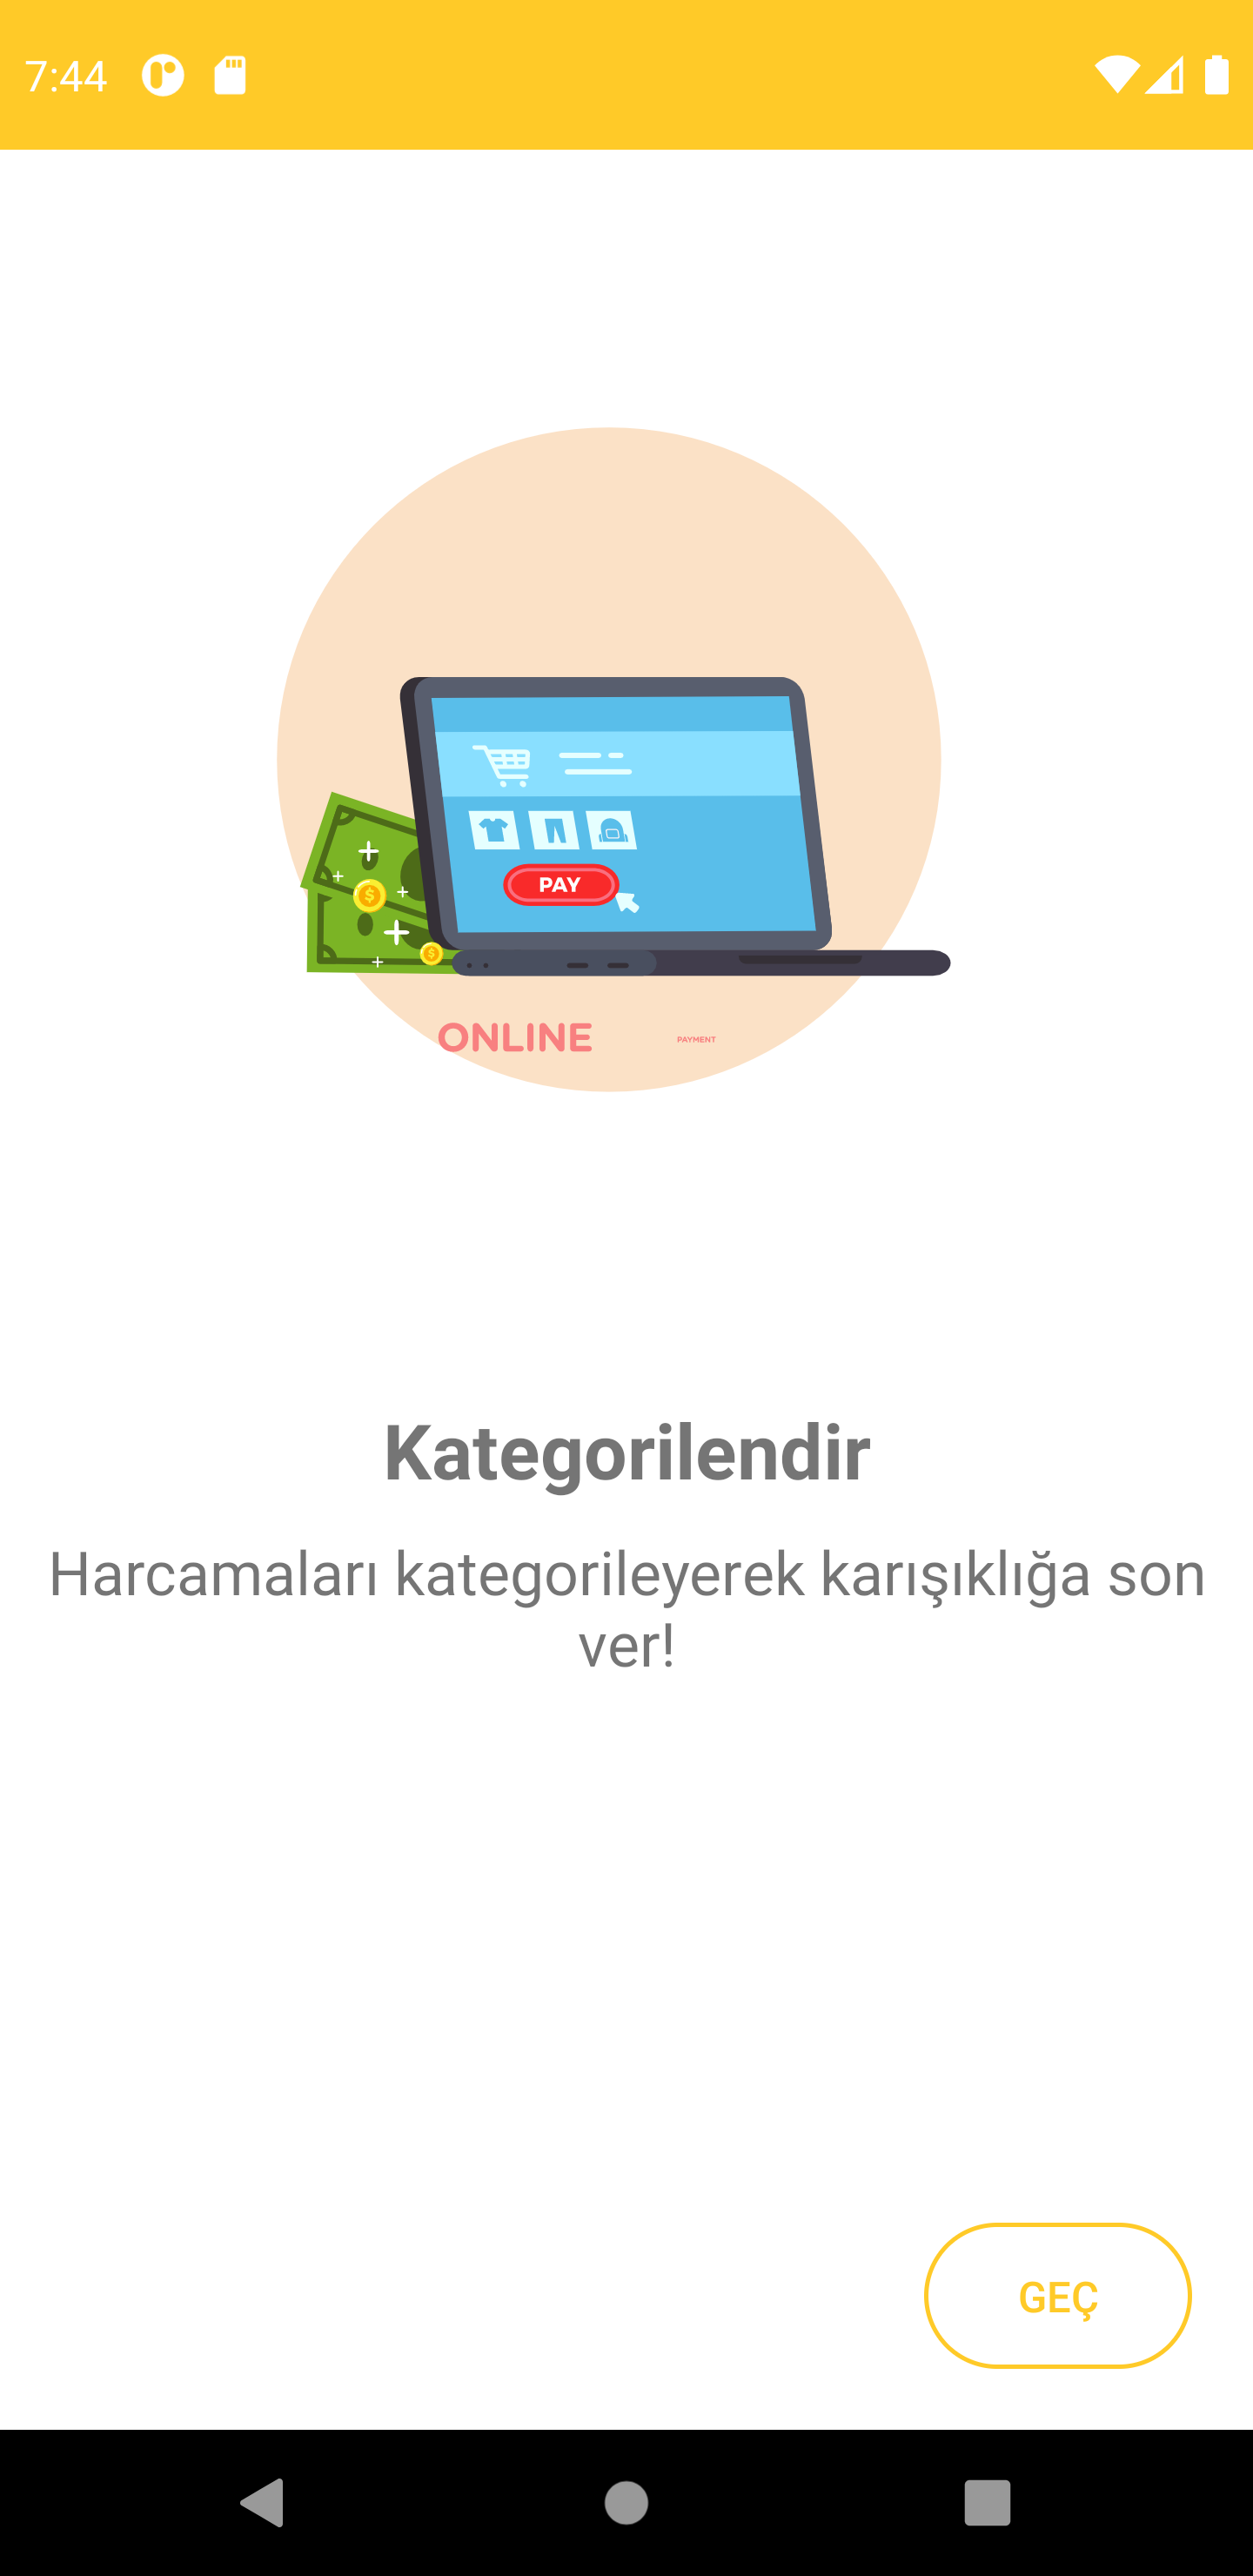 7:44
PAY
ONLINE PAYMENT
Kategorilendir
Harcamaları kategorileyerek karışıklığa son
ver!
GEÇ